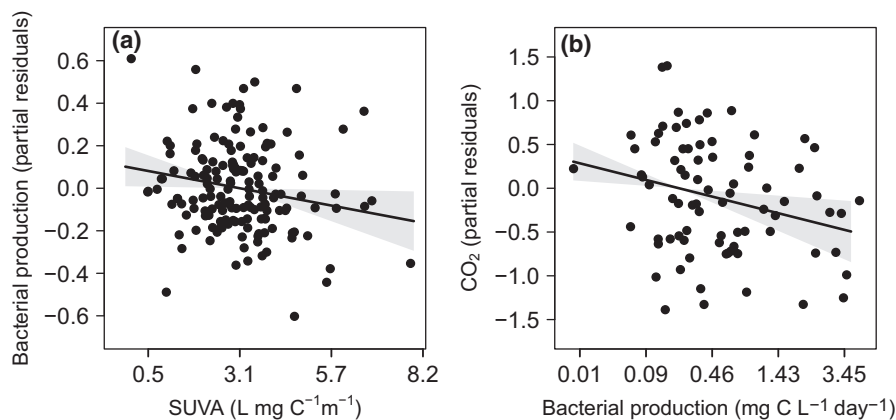 (a)
Bacterial production (partial residuals)
0.6
0.4
0.2
0.0
−0.2
−0.4
−0.6
0.5 3.1 5.7 8.2
SUVA (L mg C⁻¹m⁻¹)
(b)
CO₂ (partial residuals)
1.5
1.0
0.5
0.0
−0.5
−1.0
−1.5
0.01 0.09 0.46 1.43 3.45
Bacterial production (mg C L⁻¹ day⁻¹)